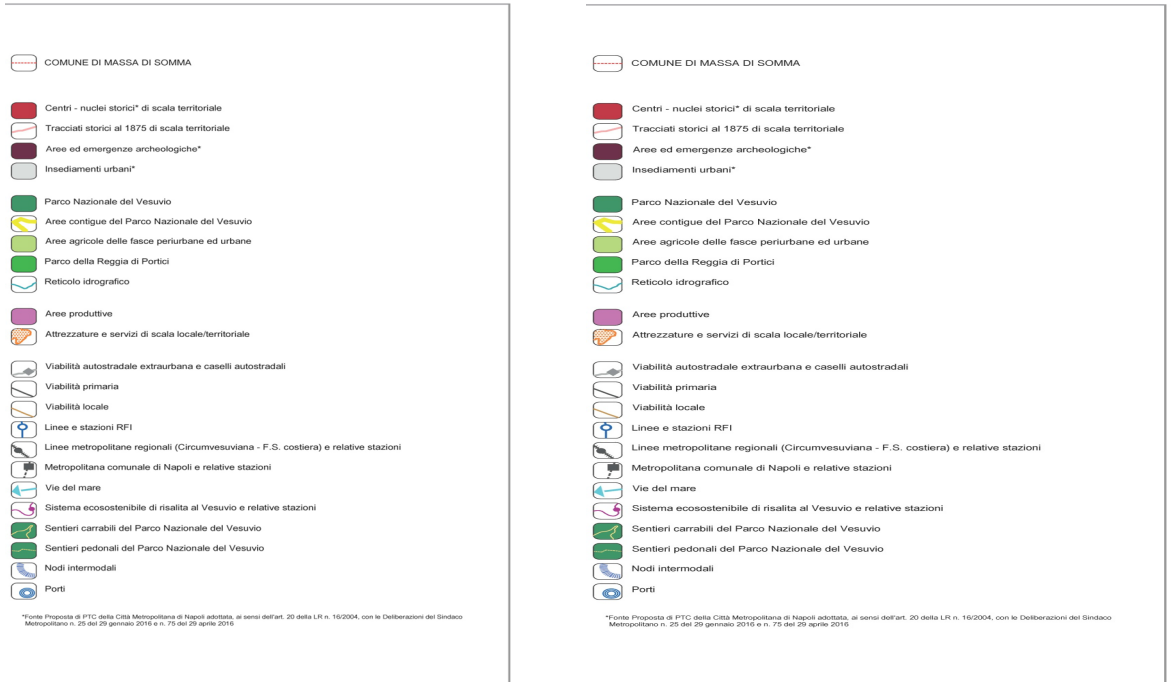 COMUNE DI MASSA DI SOMMA
Centri - nuclei storici* di scala territoriale
Tracciati storici al 1875 di scala territoriale
Aree ed emergenze archeologiche*
Insediamenti urbani*
Parco Nazionale del Vesuvio
Aree contigue del Parco Nazionale del Vesuvio
Aree agricole delle fasce periurbane ed urbane
Parco della Reggia di Portici
Reticolo idrografico
Aree produttive
Attrezzature e servizi di scala locale/territoriale
Viabilità autostradale extraurbana e caselli autostradali
Viabilità primaria
Viabilità locale
Linee e stazioni RFI
Linee metropolitane regionali (Circumvesuviana - F.S. costiera) e relative stazioni
Metropolitana comunale di Napoli e relative stazioni
Vie del mare
Sistema ecosostenibile di risalita al Vesuvio e relative stazioni
Sentieri carrabili del Parco Nazionale del Vesuvio
Sentieri pedonali del Parco Nazionale del Vesuvio
Nodi intermodali
Porti
*Fonte Proposta di PTC della Città Metropolitana di Napoli adottata, ai sensi dell'art. 20 della LR n. 16/2004, con le Deliberazioni del Sindaco
Metropolitano n. 25 del 29 gennaio 2016 e n. 75 del 29 aprile 2016
COMUNE DI MASSA DI SOMMA
Centri - nuclei storici* di scala territoriale
Tracciati storici al 1875 di scala territoriale
Aree ed emergenze archeologiche*
Insediamenti urbani*
Parco Nazionale del Vesuvio
Aree contigue del Parco Nazionale del Vesuvio
Aree agricole delle fasce periurbane ed urbane
Parco della Reggia di Portici
Reticolo idrografico
Aree produttive
Attrezzature e servizi di scala locale/territoriale
Viabilità autostradale extraurbana e caselli autostradali
Viabilità primaria
Viabilità locale
Linee e stazioni RFI
Linee metropolitane regionali (Circumvesuviana - F.S. costiera) e relative stazioni
Metropolitana comunale di Napoli e relative stazioni
Vie del mare
Sistema ecosostenibile di risalita al Vesuvio e relative stazioni
Sentieri carrabili del Parco Nazionale del Vesuvio
Sentieri pedonali del Parco Nazionale del Vesuvio
Nodi intermodali
Porti
*Fonte Proposta di PTC della Città Metropolitana di Napoli adottata, ai sensi dell'art. 20 della LR n. 16/2004, con le Deliberazioni del Sindaco
Metropolitano n. 25 del 29 gennaio 2016 e n. 75 del 29 aprile 2016